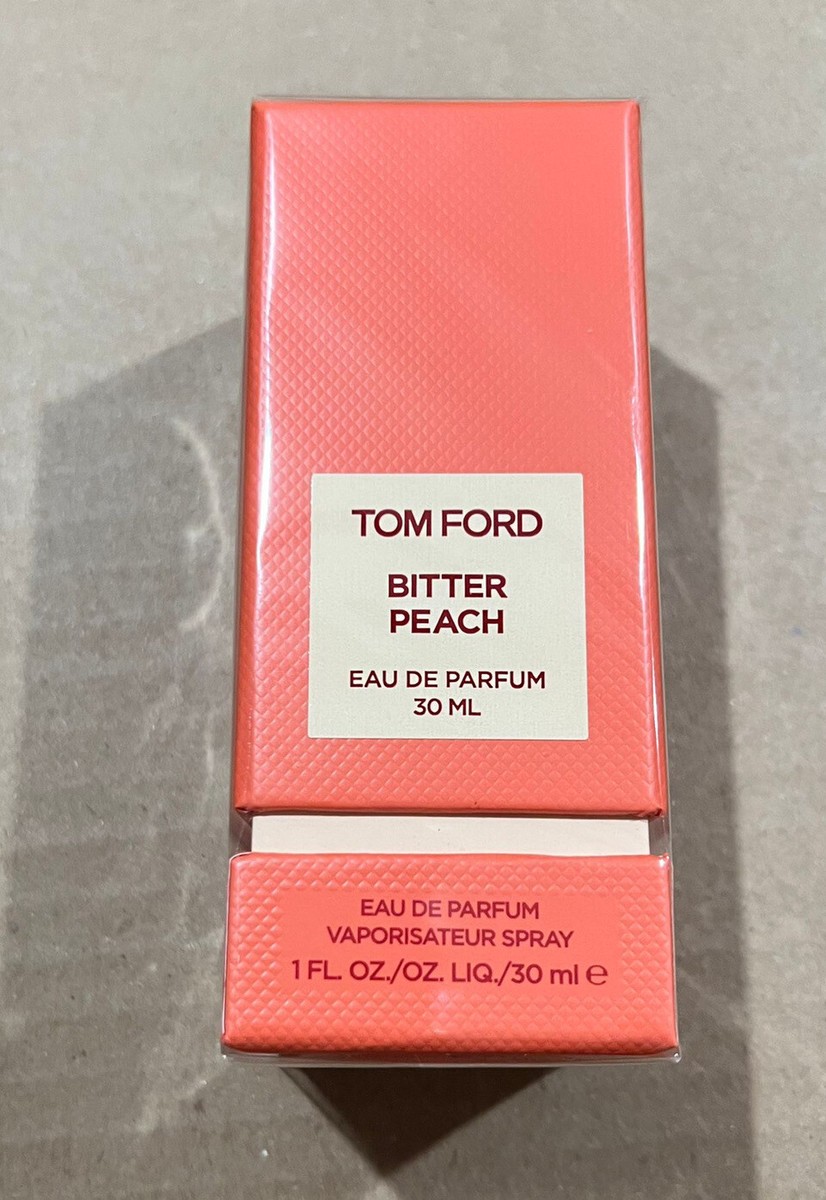 TOM FORD
BITTER
PEACH
EAU DE PARFUM
30 ML
EAU DE PARFUM
VAPORISATEUR SPRAY
1 FL. OZ./OZ. LIQ./30 ml ℮